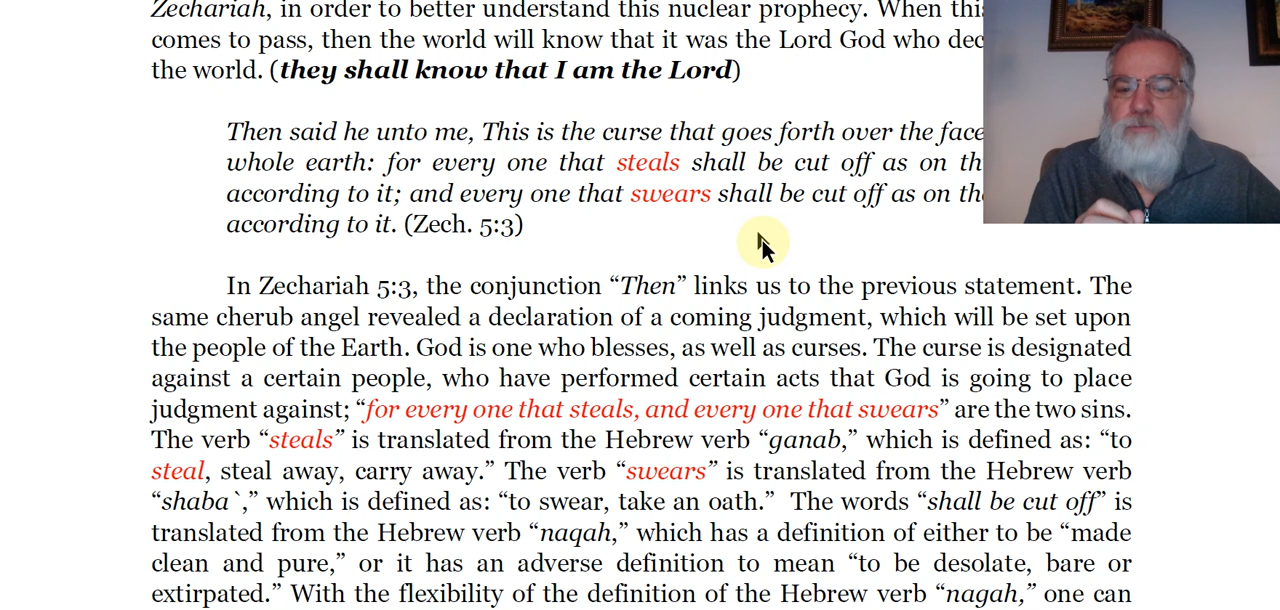 Zechariah, in order to better understand this nuclear prophecy. When this
comes to pass, then the world will know that it was the Lord God who
the world. (they shall know that I am the Lord)
Then said he unto me, This is the curse that goes forth over the face
whole earth: for every one that steals shall be cut off as on
according to it; and every one that swears shall be cut off as on
according to it. (Zech. 5:3)
In Zechariah 5:3, the conjunction “Then” links us to the previous statement. The
same cherub angel revealed a declaration of a coming judgment, which will be set upon
the people of the Earth. God is one who blesses, as well as curses. The curse is designated
against a certain people, who have performed certain acts that God is going to place
judgment against; “for every one that steals, and every one that swears” are the two sins.
The verb “steals” is translated from the Hebrew verb “ganab,” which is defined as: “to
steal, steal away, carry away.” The verb “swears” is translated from the Hebrew verb
“shaba`,” which is defined as: “to swear, take an oath.” The words “shall be cut off” is
translated from the Hebrew verb “naqah,” which has a definition of either to be “made
clean and pure,” or it has an adverse definition to mean “to be desolate, bare or
extirpated.” With the flexibility of the definition of the Hebrew verb “naqah,” one can